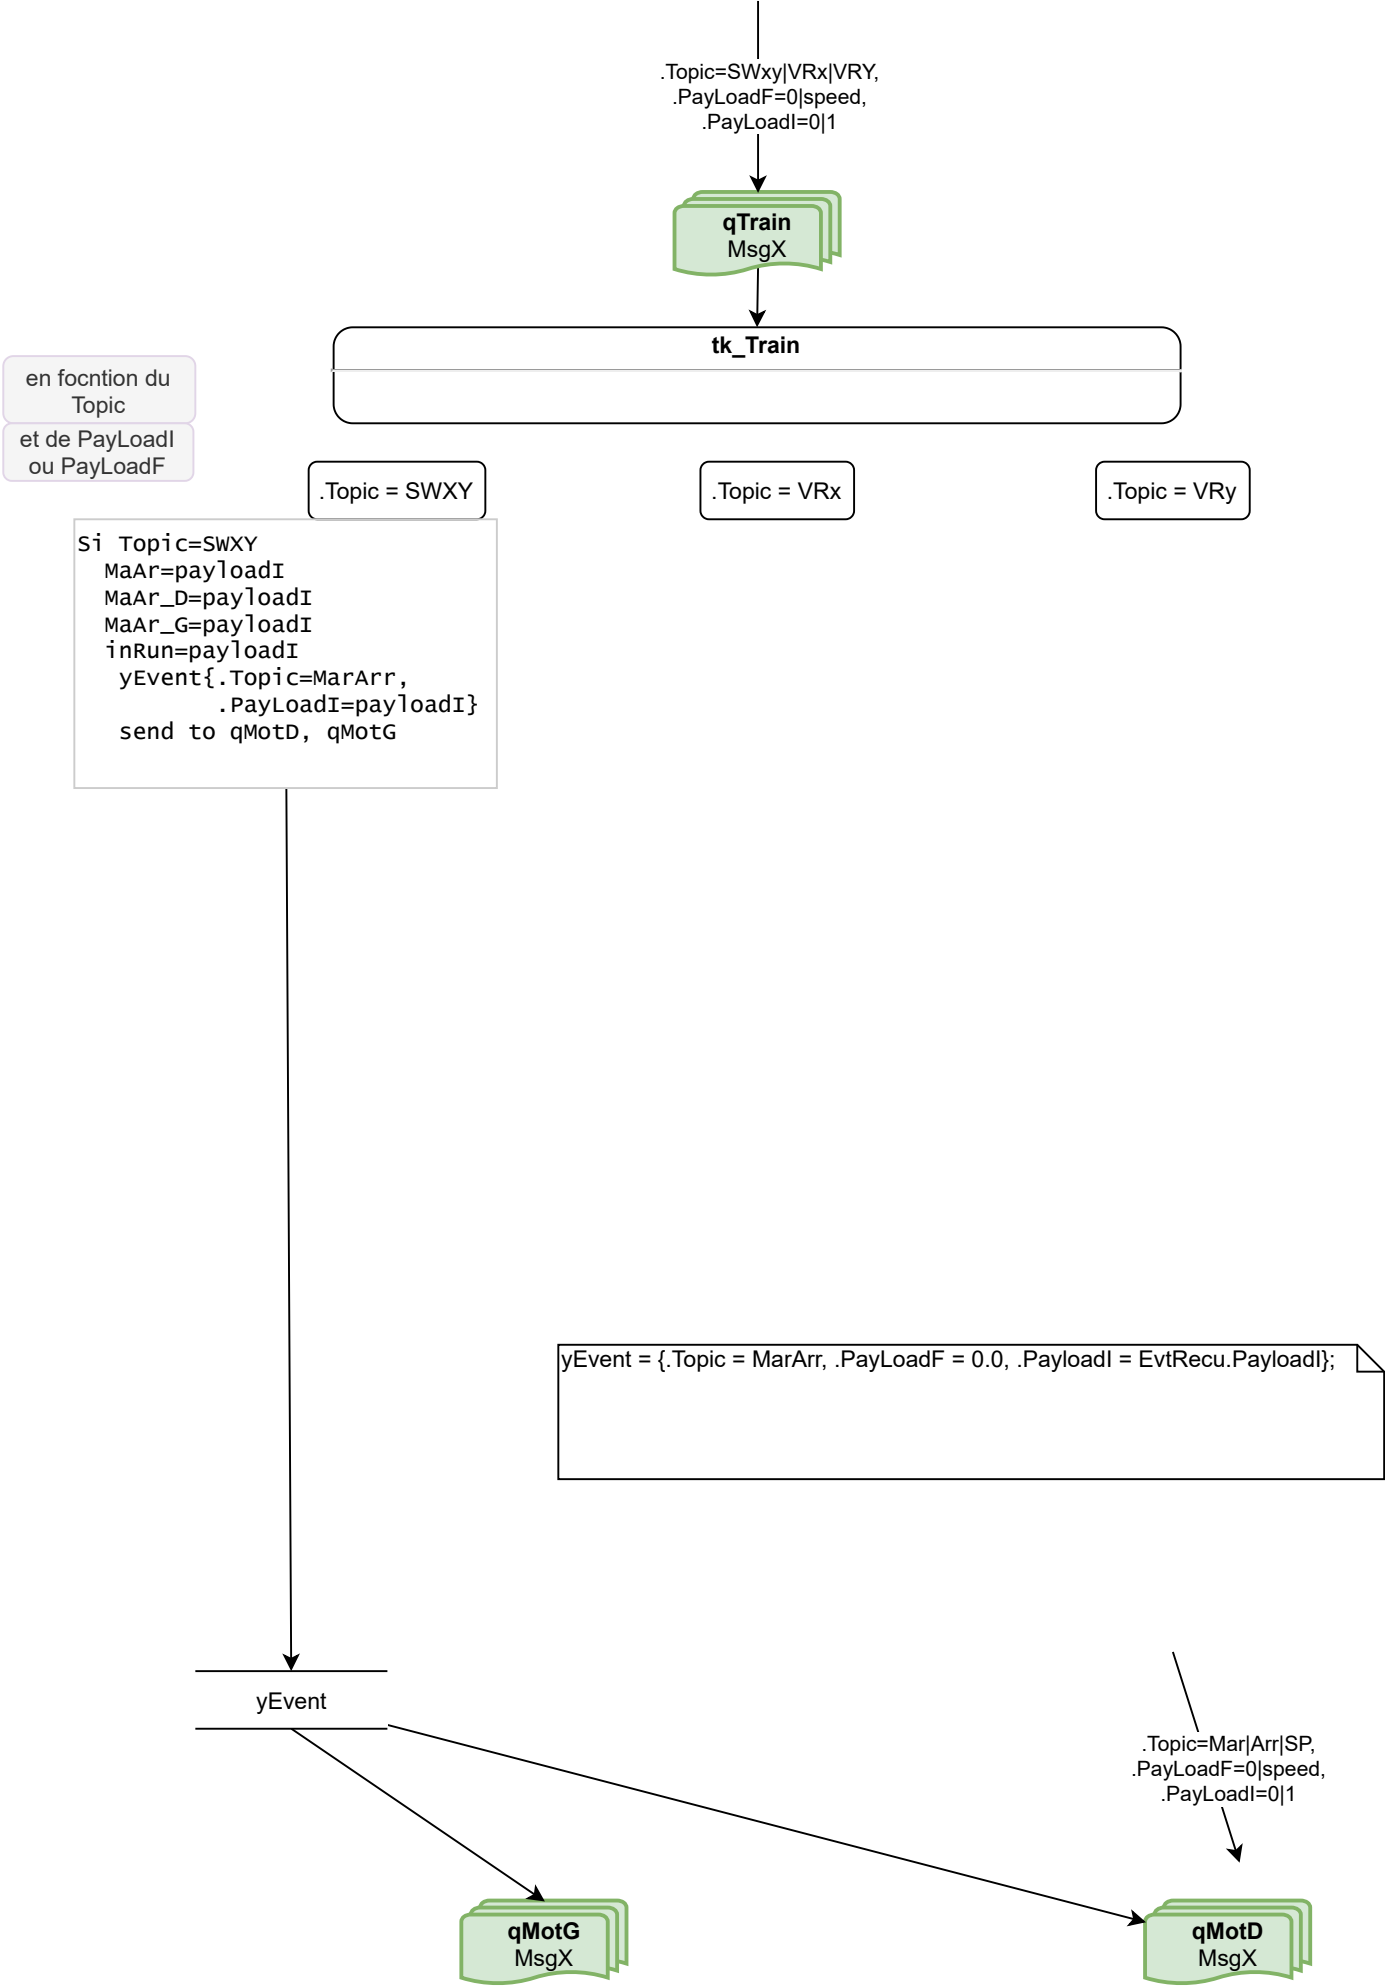 .Topic=SWxy|VRx|VRY,
.PayLoadF=0|speed,
.PayLoadI=0|1
qTrain
MsgX
tk_Train
en focntion du
Topic
et de PayLoadI
ou PayLoadF
.Topic = SWXY
.Topic = VRx
.Topic = VRy
Si Topic=SWXY
MaAr=payloadI
MaAr_D=payloadI
MaAr_G=payloadI
inRun=payloadI
yEvent{.Topic=MarArr,
.PayLoadI=payloadI}
send to qMotD, qMotG
yEvent = {.Topic = MarArr, .PayLoadF = 0.0, .PayloadI = EvtRecu.PayloadI};
yEvent
.Topic=Mar|Arr|SP,
.PayLoadF=0|speed,
.PayLoadI=0|1
qMotG
MsgX
qMotD
MsgX